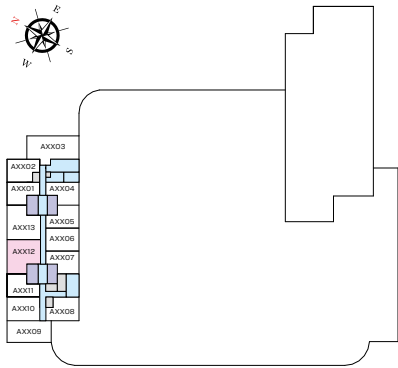 N
E
S
W
AXX03
AXX02
AXX01 AXX04
AXX13 AXX05
AXX06
AXX12 AXX07
AXX11
AXX10 AXX08
AXX09